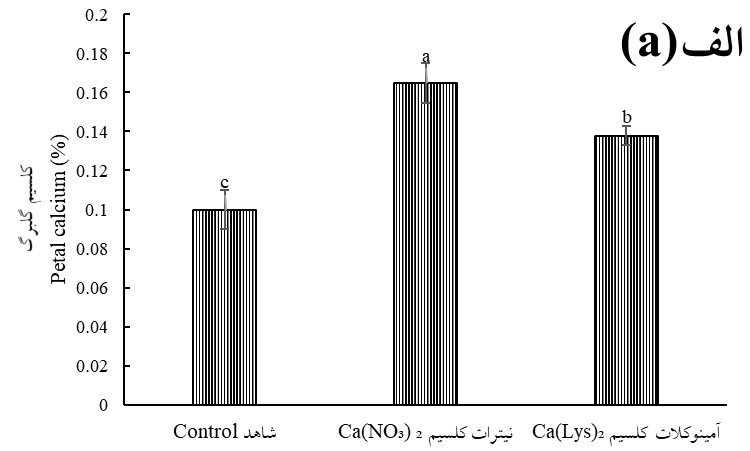 الف (a)
کلسیم گلبرگ
Petal calcium (%)
0.2
0.18
0.16
0.14
0.12
0.1
0.08
0.06
0.04
0.02
0
c
a
b
شاهد Control
نیترات کلسیم Ca(NO₃)₂
آمینوکلات کلسیم Ca(Lys)₂